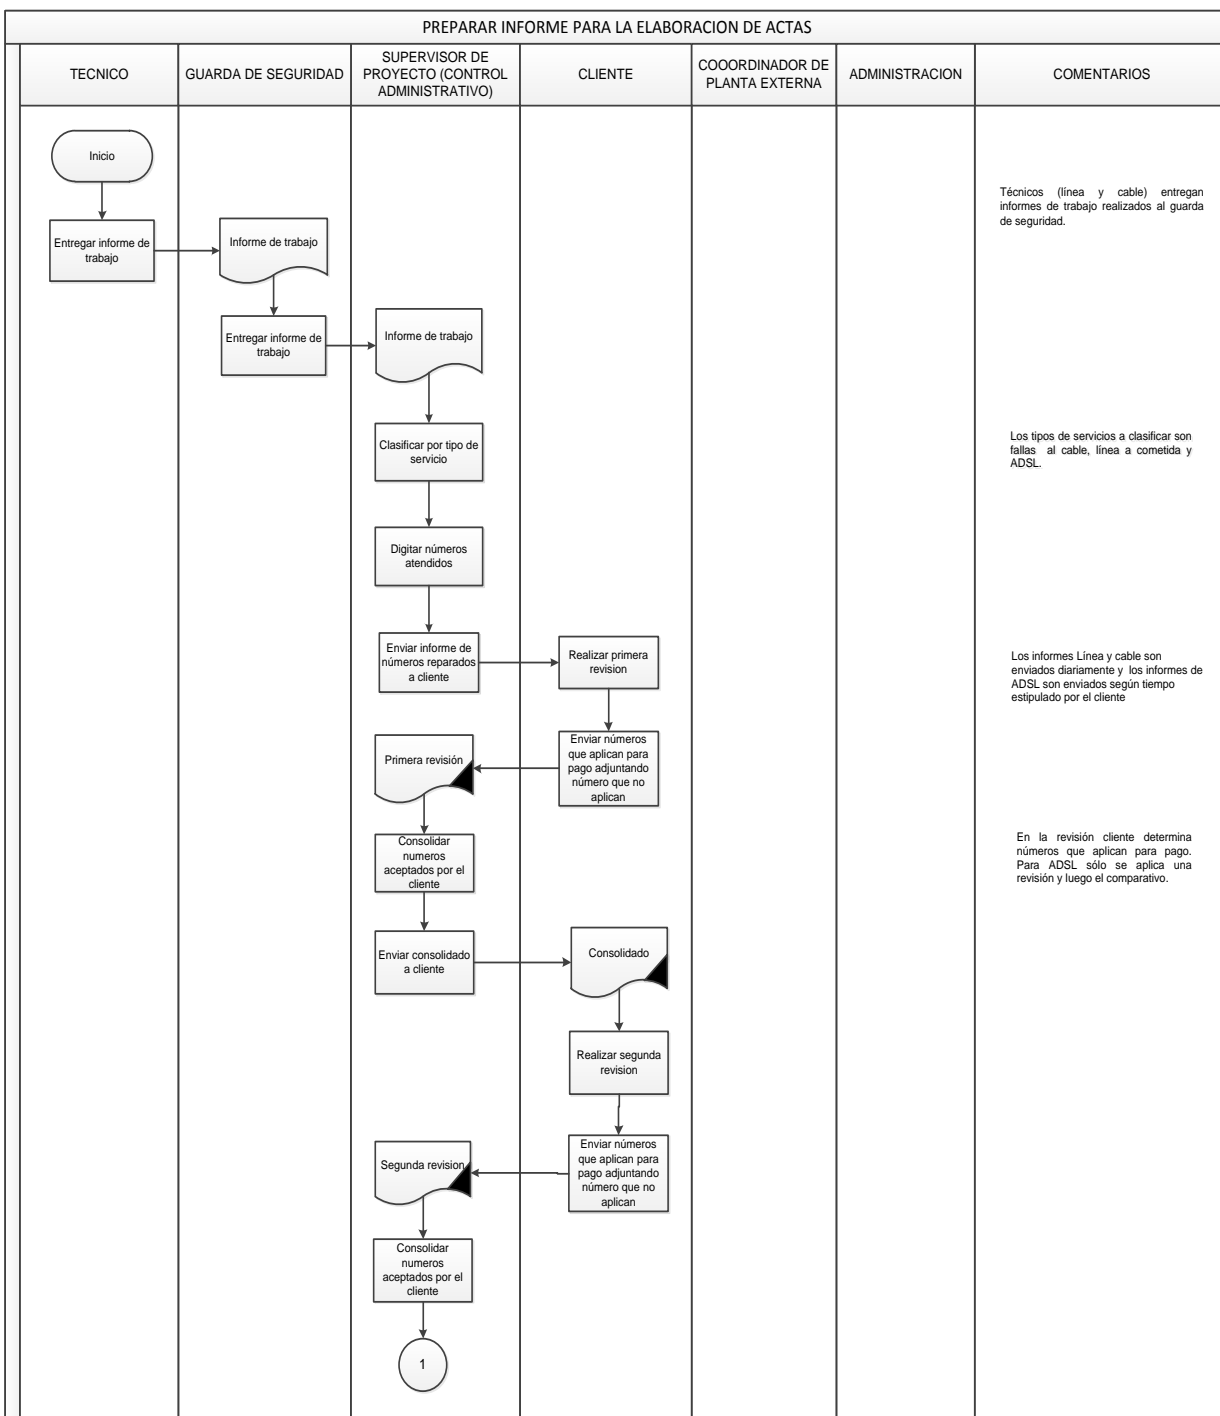 PREPARAR INFORME PARA LA ELABORACION DE ACTAS
TECNICO
GUARDA DE SEGURIDAD
SUPERVISOR DE
PROYECTO (CONTROL
ADMINISTRATIVO)
CLIENTE
COOORDINADOR DE
PLANTA EXTERNA
ADMINISTRACION
COMENTARIOS
Inicio
Técnicos (línea y cable) entregan
informes de trabajo realizados al guarda
de seguridad.
Entregar informe de
trabajo
Informe de trabajo
Entregar informe de
trabajo
Informe de trabajo
Clasificar por tipo de
servicio
Los tipos de servicios a clasificar son
fallas al cable, línea a cometida y
ADSL.
Digitar números
atendidos
Enviar informe de
números reparados
a cliente
Realizar primera
revision
Los informes Línea y cable son
enviados diariamente y los informes de
ADSL son enviados según tiempo
estipulado por el cliente
Enviar números
que aplican para
pago adjuntando
número que no
aplican
Primera revisión
Consolidar
numeros
aceptados por el
cliente
En la revisión cliente determina
números que aplican para pago.
Para ADSL sólo se aplica una
revisión y luego el comparativo.
Enviar consolidado
a cliente
Consolidado
Realizar segunda
revision
Enviar números
que aplican para
pago adjuntando
número que no
aplican
Segunda revision
Consolidar
numeros
aceptados por el
cliente
1